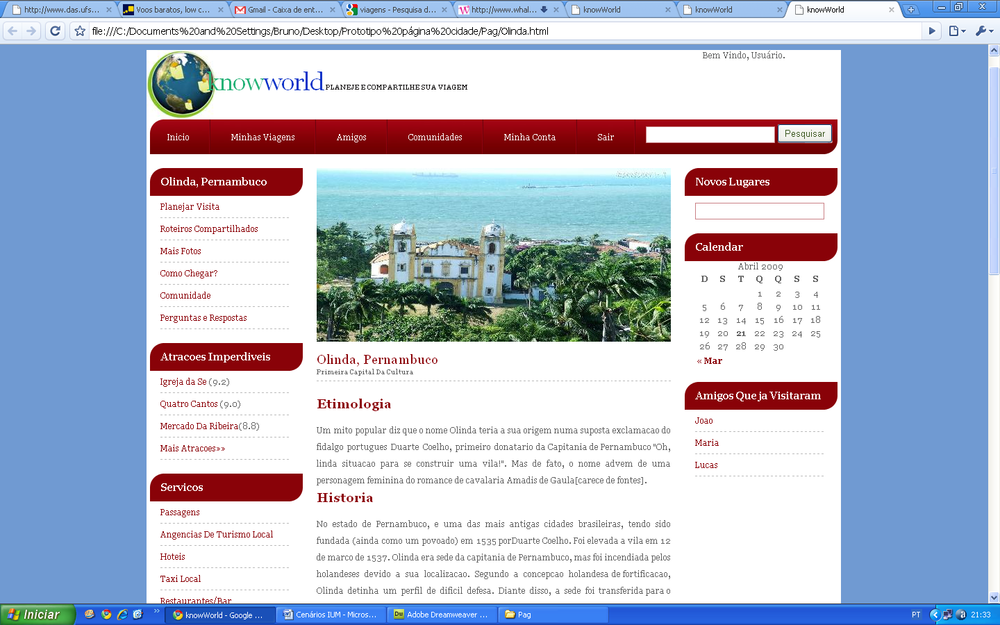 http://www.das.ufs...
Voos baratos, low c...
Gmail - Caixa de ent...
viagens - Pesquisa d...
http://www.whal...
knowWorld
knowWorld
knowWorld
file:///C:/Documents%20and%20Settings/Bruno/Desktop/Prototipo%20página%20cidade/Pag/Olinda.html
Bem Vindo, Usuário.
knowworld PLANEJE E COMPARTILHE SUA VIAGEM
Inicio Minhas Viagens Amigos Comunidades Minha Conta Sair Pesquisar
Olinda, Pernambuco
Planejar Visita
Roteiros Compartilhados
Mais Fotos
Como Chegar?
Comunidade
Perguntas e Respostas
Atracoes Imperdiveis
Igreja da Se (9.2)
Quatro Cantos (9.0)
Mercado Da Ribeira(8.8)
Mais Atracoes»»
Servicos
Passagens
Angencias De Turismo Local
Hoteis
Taxi Local
Restaurantes/Bar
Olinda, Pernambuco
Primeira Capital Da Cultura
Etimologia
Um mito popular diz que o nome Olinda teria a sua origem numa suposta exclamacao do
fidalgo portugues Duarte Coelho, primeiro donatario da Capitania de Pernambuco "Oh,
linda situacao para se construir uma vila!". Mas de fato, o nome advem de uma
personagem feminina do romance de cavalaria Amadis de Gaula[carece de fontes].
Historia
No estado de Pernambuco, e uma das mais antigas cidades brasileiras, tendo sido
fundada (ainda como um povoado) em 1535 porDuarte Coelho. Foi elevada a vila em 12
de marco de 1537. Olinda era sede da capitania de Pernambuco, mas foi incendiada pelos
holandeses devido a sua localizacao. Segundo a concepcao holandesa de fortificacao,
Olinda detinha um perfil de dificil defesa. Diante disso, a sede foi transferida para o
Novos Lugares
Calendar
Abril 2009
D S T Q Q S S
1 2 3 4
5 6 7 8 9 10 11
12 13 14 15 16 17 18
19 20 21 22 23 24 25
26 27 28 29 30
« Mar
Amigos Que ja Visitaram
Joao
Maria
Lucas
Iniciar
knowWorld - Google ...
Cenários IUM - Micros...
Adobe Dreamweaver ...
Pag
PT
21:33